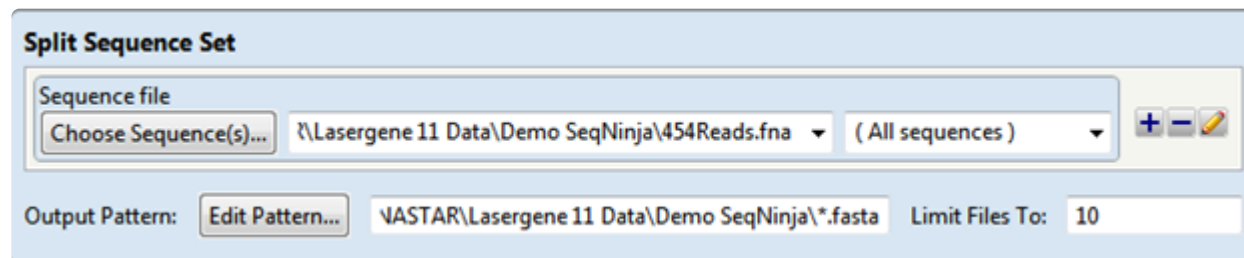 Split Sequence Set
Sequence file
Choose Sequence(s)... \Lasergene 11 Data\Demo SeqNinja\454Reads.fna ( All sequences )
Output Pattern: Edit Pattern... NASTAR\Lasergene 11 Data\Demo SeqNinja\*.fasta Limit Files To: 10